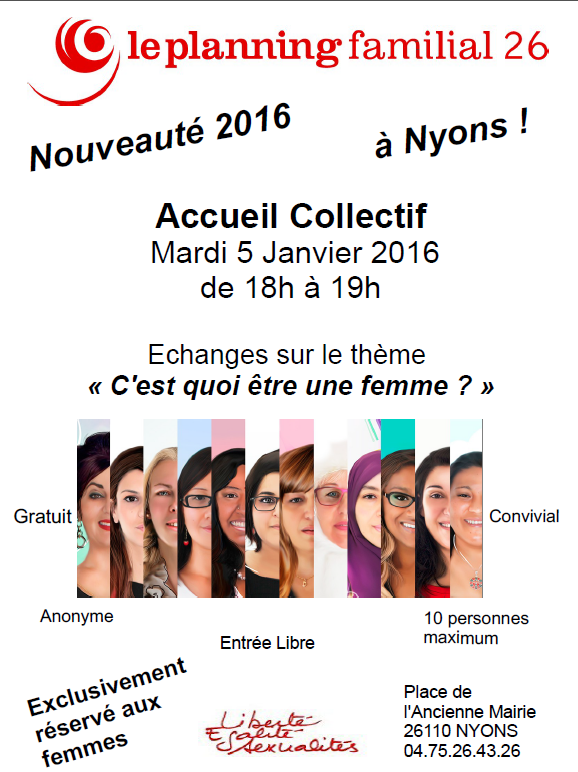 le planning familial 26
Nouveauté 2016
à Nyons !
Accueil Collectif
Mardi 5 Janvier 2016
de 18h à 19h
Echanges sur le thème
« C'est quoi être une femme ? »
Gratuit
Convivial
Anonyme
10 personnes
maximum
Entrée Libre
Exclusivement
réservé aux
femmes
Liberté
Egalité
Sexualités
Place de
l'Ancienne Mairie
26110 NYONS
04.75.26.43.26